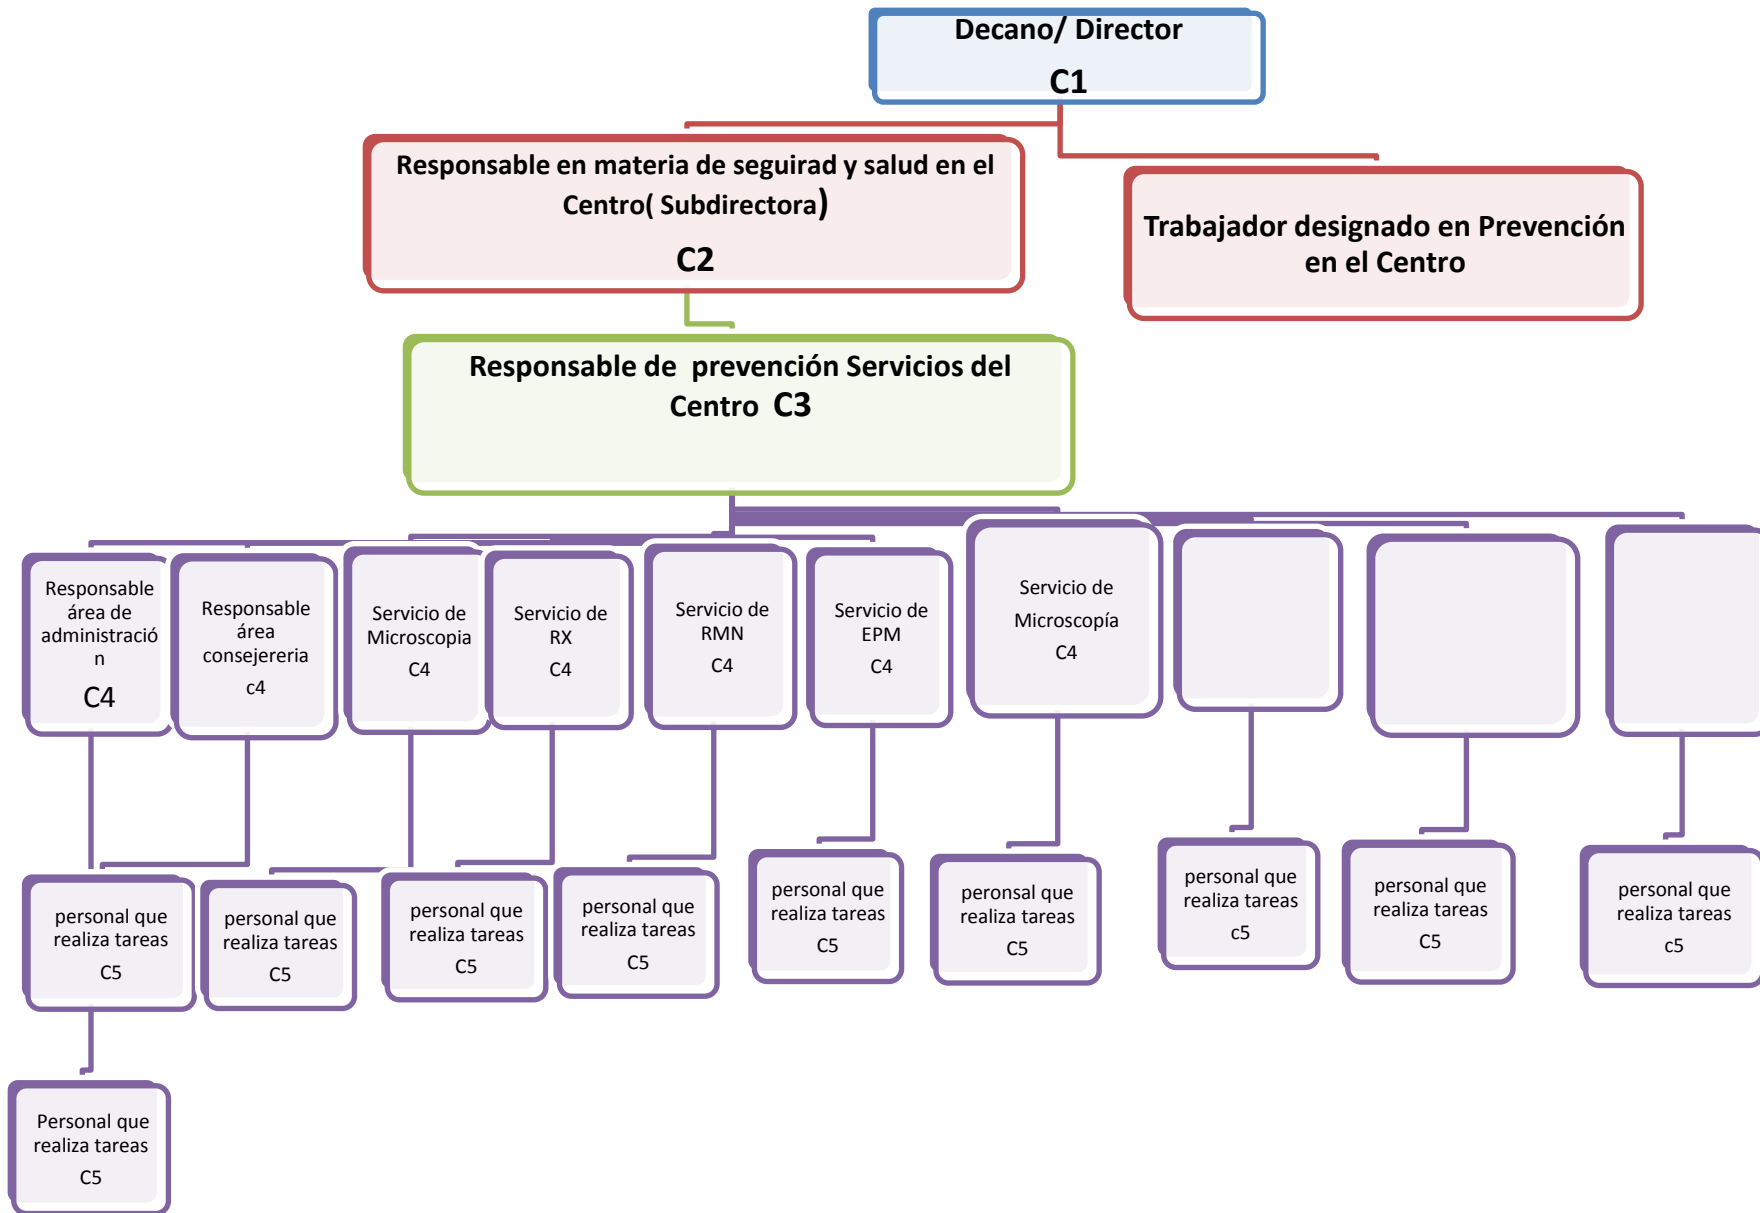 Decano/ Director
C1
Responsable en materia de seguirad y salud en el
Centro( Subdirectora)
C2
Trabajador designado en Prevención
en el Centro
Responsable de prevención Servicios del
Centro C3
Responsable
área de
administració
n
C4
Responsable
área
consejereria
c4
Servicio de
Microscopia
C4
Servicio de
RX
C4
Servicio de
RMN
C4
Servicio de
EPM
C4
Servicio de
Microscopía
C4
personal que
realiza tareas
C5
personal que
realiza tareas
C5
personal que
realiza tareas
C5
personal que
realiza tareas
C5
personal que
realiza tareas
C5
peronsal que
realiza tareas
C5
personal que
realiza tareas
c5
personal que
realiza tareas
C5
personal que
realiza tareas
c5
Personal que
realiza tareas
C5